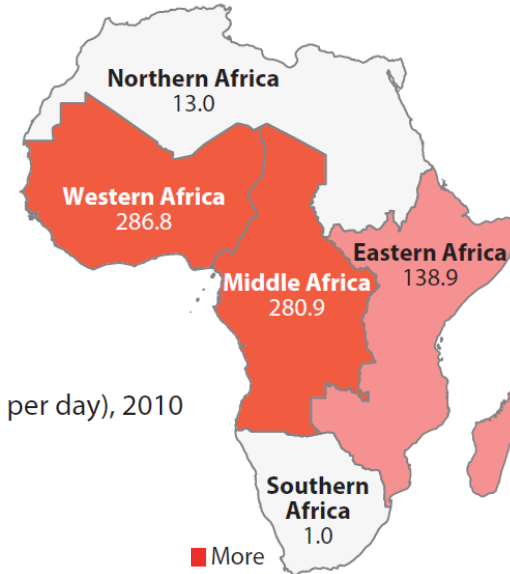 Northern Africa
13.0
Western Africa
286.8
Eastern Africa
138.9
Middle Africa
280.9
per day), 2010
Southern
Africa
1.0
More